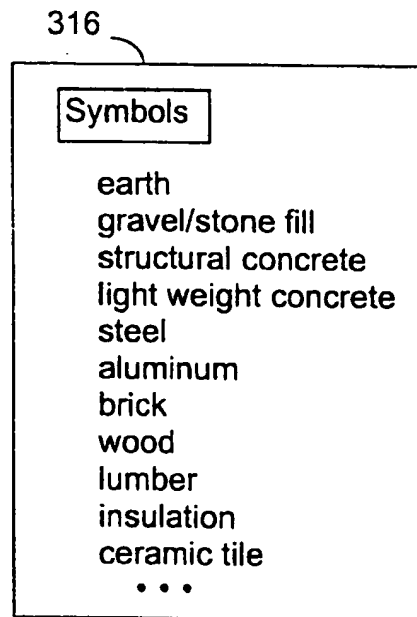 316
Symbols
earth
gravel/stone fill
structural concrete
light weight concrete
steel
aluminum
brick
wood
lumber
insulation
ceramic tile
• • •